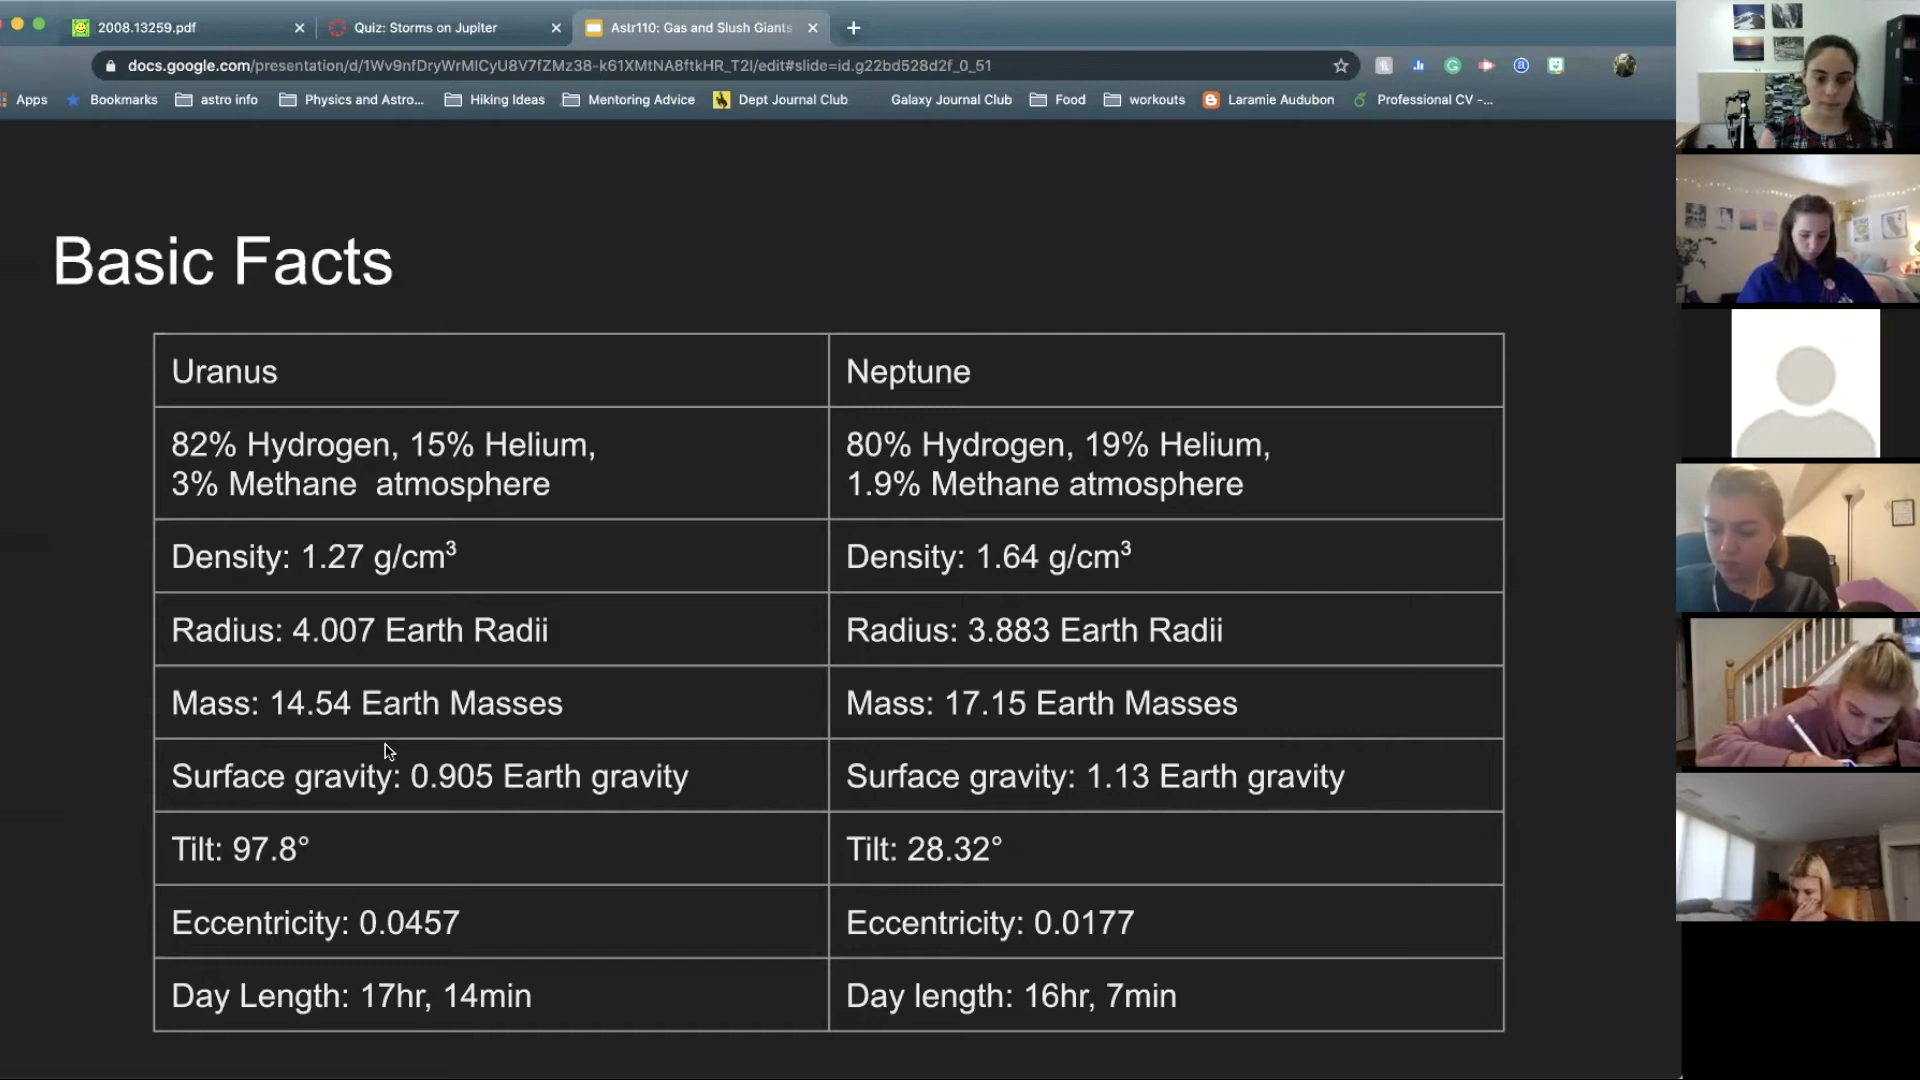 2008.13259.pdf
Quiz: Storms on Jupiter
Astr110: Gas and Slush Giants
docs.google.com/presentation/d/1Wv9nfDryWrMlCyU8V7fZMz38-k61XMtNA8ftkHR_T2I/edit#slide=id.g22bd528d2f_0_51
Apps Bookmarks astro info Physics and Astro... Hiking Ideas Mentoring Advice Dept Journal Club Galaxy Journal Club Food workouts Laramie Audubon Professional CV -...
Basic Facts
Uranus
Neptune
82% Hydrogen, 15% Helium,
3% Methane atmosphere
80% Hydrogen, 19% Helium,
1.9% Methane atmosphere
Density: 1.27 g/cm³
Density: 1.64 g/cm³
Radius: 4.007 Earth Radii
Radius: 3.883 Earth Radii
Mass: 14.54 Earth Masses
Mass: 17.15 Earth Masses
Surface gravity: 0.905 Earth gravity
Surface gravity: 1.13 Earth gravity
Tilt: 97.8°
Tilt: 28.32°
Eccentricity: 0.0457
Eccentricity: 0.0177
Day Length: 17hr, 14min
Day length: 16hr, 7min